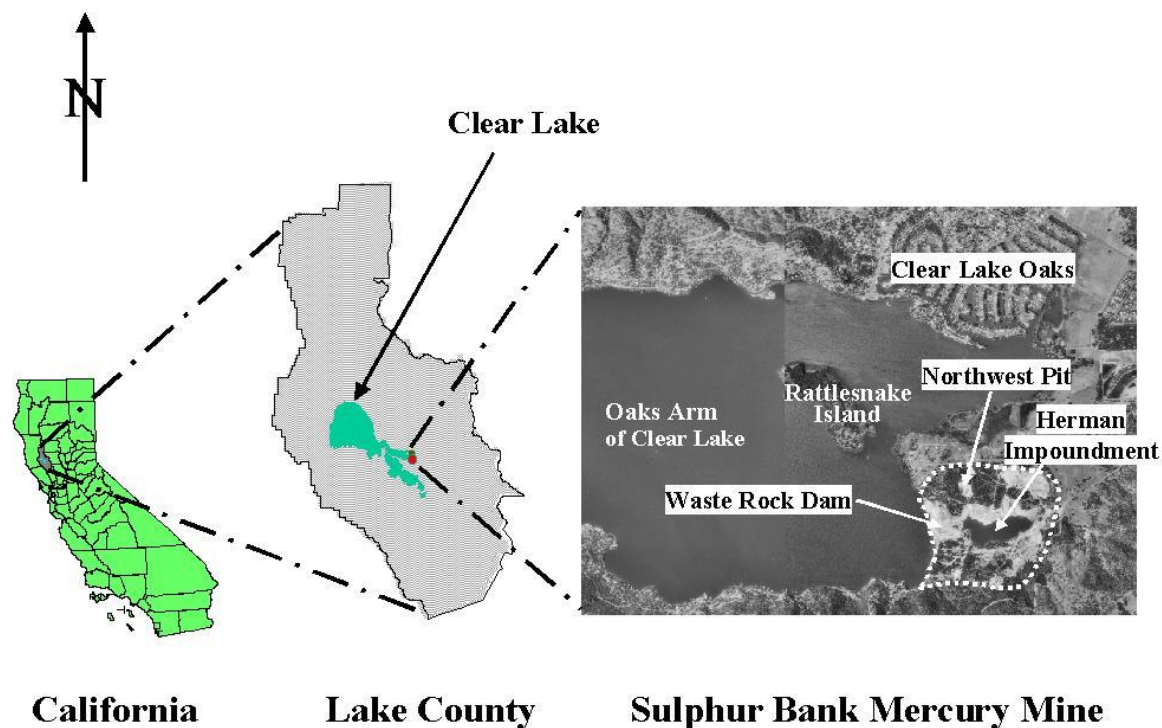 N
Clear Lake
Clear Lake Oaks
Northwest Pit
Rattlesnake
Island
Herman
Impoundment
Oaks Arm
of Clear Lake
Waste Rock Dam
California
Lake County
Sulphur Bank Mercury Mine